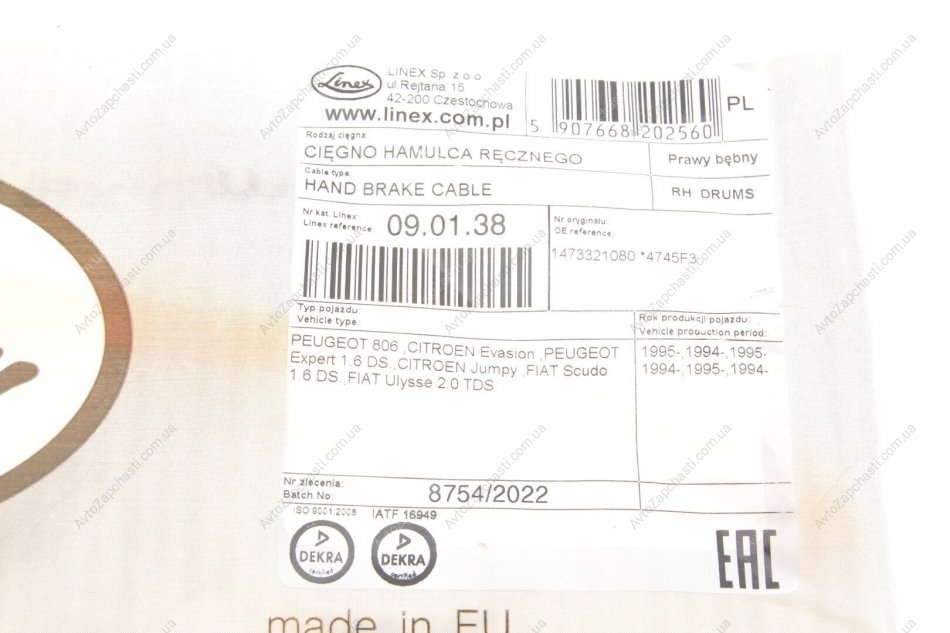 Linex
LINEX Sp z o o
ul.Rejtana 15
42-200 Częstochowa
www.linex.com.pl
5 907668 202560
PL
Rodzaj cięgna:
CIĘGNO HAMULCA RĘCZNEGO
Prawy bębny
Cable type:
HAND BRAKE CABLE
RH DRUMS
Nr kat. Linex:
Linex reference:
09.01.38
Nr oryginału:
OE reference:
1473321080 *4745F3
Typ pojazdu:
Vehicle type
Rok produkcji pojazdu:
Vehicle production period:
PEUGEOT 806 ,CITROEN Evasion ,PEUGEOT
Expert 1.6 DS.,CITROEN Jumpy ,FIAT Scudo
1.6 DS.,FIAT Ulysse 2.0 TDS
1995-,1994-,1995-
1994-,1995-,1994-
Nr zlecenia:
Batch No:
8754/2022
ISO 9001:2008
IATF 16949
DEKRA
certified
DEKRA
certified
EAC
made in EU
AvtoZapchasti.com.ua